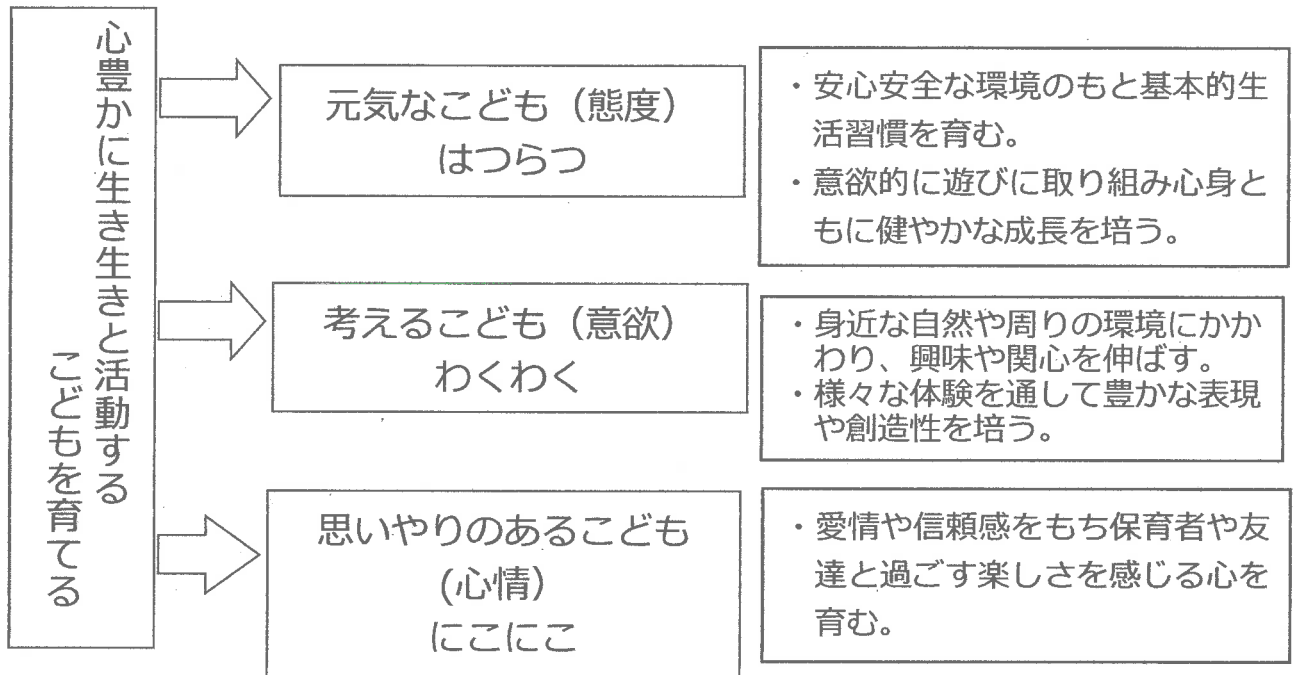 心豊かに生き生きと活動する
こどもを育てる
元気なこども（態度）
はつらつ
・安心安全な環境のもと基本的生
活習慣を育む。
・意欲的に遊びに取り組み心身と
もに健やかな成長を培う。
考えるこども（意欲）
わくわく
・身近な自然や周りの環境にかか
わり、興味や関心を伸ばす。
・様々な体験を通して豊かな表現
や創造性を培う。
思いやりのあるこども
(心情）
にこにこ
・愛情や信頼感をもち保育者や友
達と過ごす楽しさを感じる心を
育む。